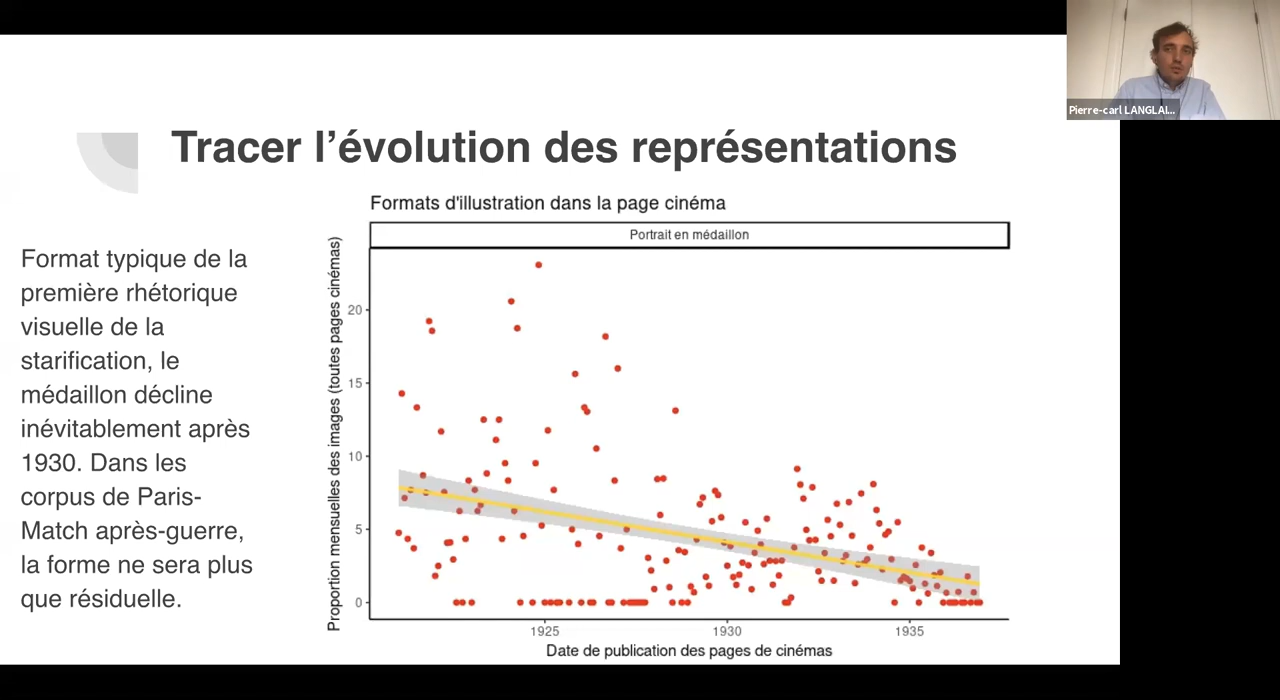 Pierre-carl LANGLAI...
Tracer l'évolution des représentations
Format typique de la
première rhétorique
visuelle de la
starification, le
médaillon décline
inévitablement après
1930. Dans les
corpus de Paris-
Match après-guerre,
la forme ne sera plus
que résiduelle.
Formats d'illustration dans la page cinéma
Portrait en médaillon
Proportion mensuelles des images (toutes pages cinémas)
20
15
10
5
0
1925
1930
1935
Date de publication des pages de cinémas